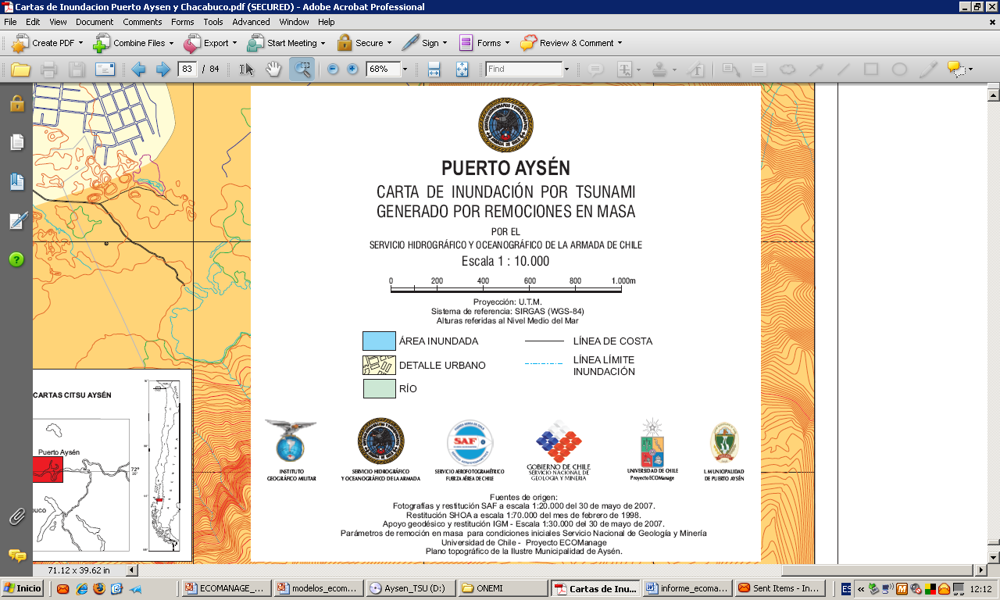 Cartas de Inundacion Puerto Aysen y Chacabuco.pdf (SECURED) - Adobe Acrobat Professional
File Edit View Document Comments Forms Tools Advanced Window Help
Create PDF Combine Files Export Start Meeting Secure Sign Forms Review & Comment
83 / 84 68% Find
PUERTO AYSÉN
CARTA DE INUNDACIÓN POR TSUNAMI
GENERADO POR REMOCIONES EN MASA
POR EL
SERVICIO HIDROGRÁFICO Y OCEANOGRÁFICO DE LA ARMADA DE CHILE
Escala 1 : 10.000
0 200 400 600 800 1.000m
Proyección: U.T.M.
Sistema de referencia: SIRGAS (WGS-84)
Alturas referidas al Nivel Medio del Mar
ÁREA INUNDADA LÍNEA DE COSTA
DETALLE URBANO LÍNEA LÍMITE
INUNDACIÓN
RÍO
CARTAS CITSU AYSÉN
Puerto Aysén
SAF
INSTITUTO
GEOGRÁFICO MILITAR
SERVICIO HIDROGRÁFICO
Y OCEANOGRÁFICO DE LA ARMADA
SERVICIO AEROFOTOGRAMÉTRICO
FUERZA AÉREA DE CHILE
GOBIERNO DE CHILE
SERVICIO NACIONAL DE
GEOLOGÍA Y MINERÍA
UNIVERSIDAD DE CHILE
Proyecto ECOManage
I. MUNICIPALIDAD
DE PUERTO AYSÉN
Fuentes de origen:
Fotografías y restitución SAF a escala 1:20.000 del 30 de mayo de 2007.
Restitución SHOA a escala 1:70.000 del mes de febrero de 1998.
Apoyo geodésico y restitución IGM - Escala 1:30.000 del 30 de mayo de 2007.
Parámetros de remoción en masa para condiciones iniciales Servicio Nacional de Geología y Minería
Universidad de Chile - Proyecto ECOManage
Plano topográfico de la Ilustre Municipalidad de Aysén.
71.12 x 39.62 in
Inicio ECOMANAGE_... modelos_ecom... Aysen_TSU (D:) ONEMI Cartas de Inu... informe_ecoma... Sent Items - In... ES 12:12